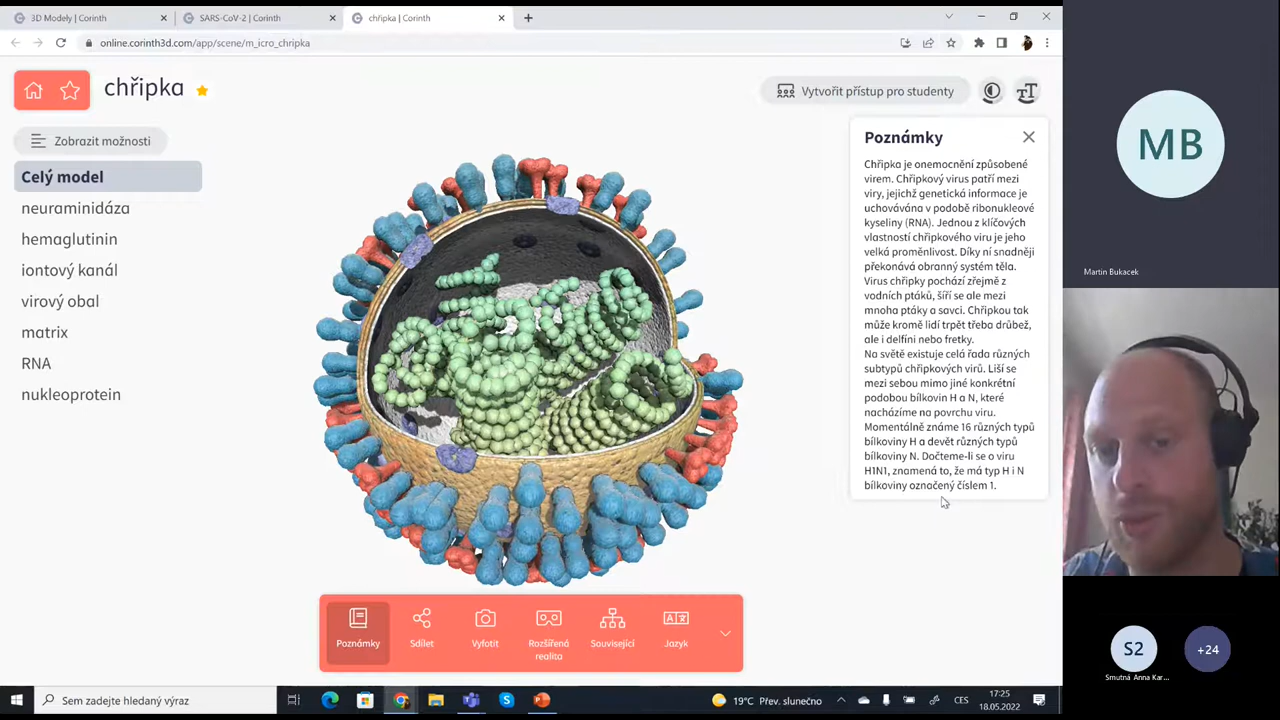 3D Modely | Corinth
SARS-CoV-2 | Corinth
chřipka | Corinth
online.corinth3d.com/app/scene/m_icro_chripka
chřipka
Vytvořit přístup pro studenty
Zobrazit možnosti
Celý model
neuraminidáza
hemaglutinin
iontový kanál
virový obal
matrix
RNA
nukleoprotein
Poznámky
Chřipka je onemocnění způsobené
virem. Chřipkový virus patří mezi
viry, jejichž genetická informace je
uchovávána v podobě ribonukleové
kyseliny (RNA). Jednou z klíčových
vlastností chřipkového viru je jeho
velká proměnlivost. Díky ní snadněji
překonává obranný systém těla.
Virus chřipky pochází zřejmě z
vodních ptáků, šíří se ale mezi
mnoha ptáky a savci. Chřipkou tak
může kromě lidí trpět třeba drůbež,
ale i delfíni nebo fretky.
Na světě existuje celá řada různých
subtypů chřipkových virů. Liší se
mezi sebou mimo jiné konkrétní
podobou bílkovin H a N, které
nacházíme na povrchu viru.
Momentálně známe 16 různých typů
bílkoviny H a devět různých typů
bílkoviny N. Dočteme-li se o viru
H1N1, znamená to, že má typ H i N
bílkoviny označený číslem 1.
Poznámky
Sdílet
Vyfotit
Rozšířená
realita
Související
Jazyk
MB
Martin Bukacek
S2
Smutná Anna Kar...
+24
Sem zadejte hledaný výraz
19°C Přev. slunečno
CES
17:25
18.05.2022